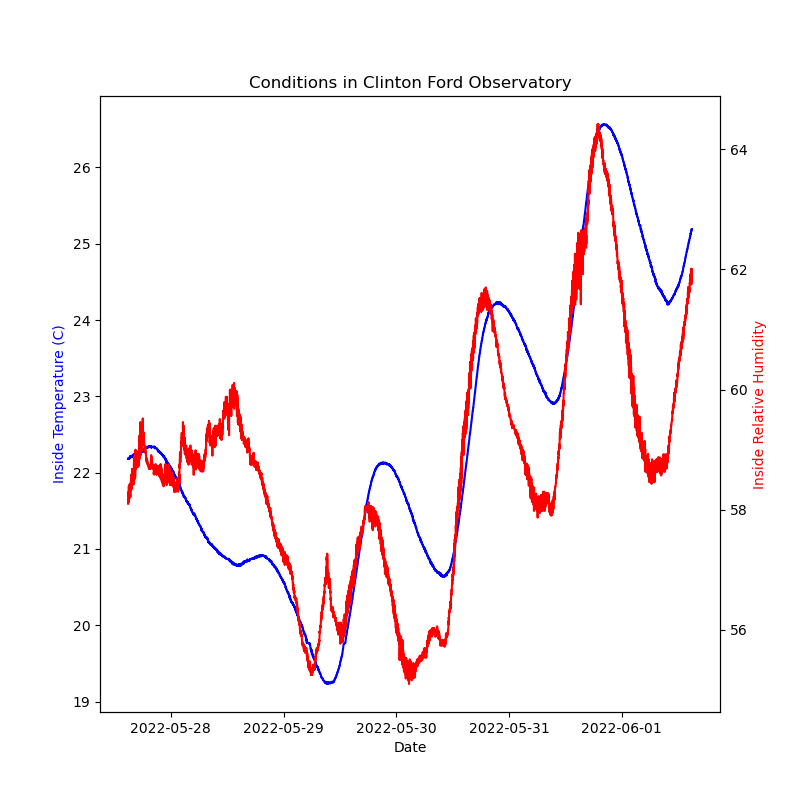 Conditions in Clinton Ford Observatory
Inside Temperature (C)
26
25
24
23
22
21
20
19
64
62
60
58
56
Inside Relative Humidity
2022-05-28 2022-05-29 2022-05-30 2022-05-31 2022-06-01
Date